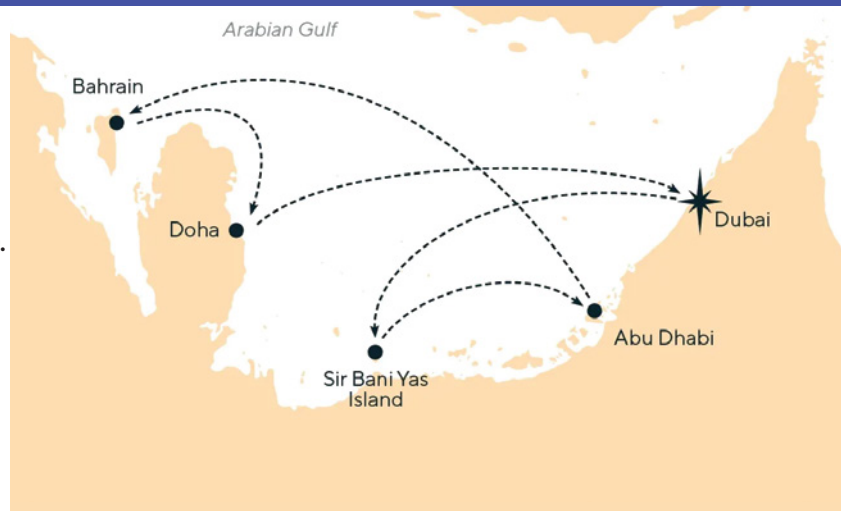 Arabian Gulf
Bahrain
Doha
Dubai
Abu Dhabi
Sir Bani Yas
Island
.